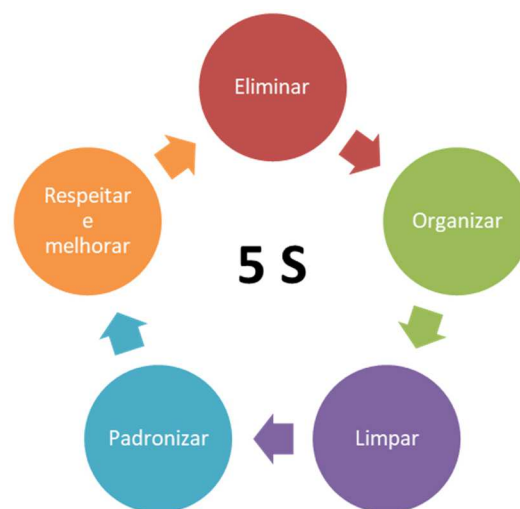 Eliminar
Organizar
Limpar
Padronizar
Respeitar
e
melhorar
5 S